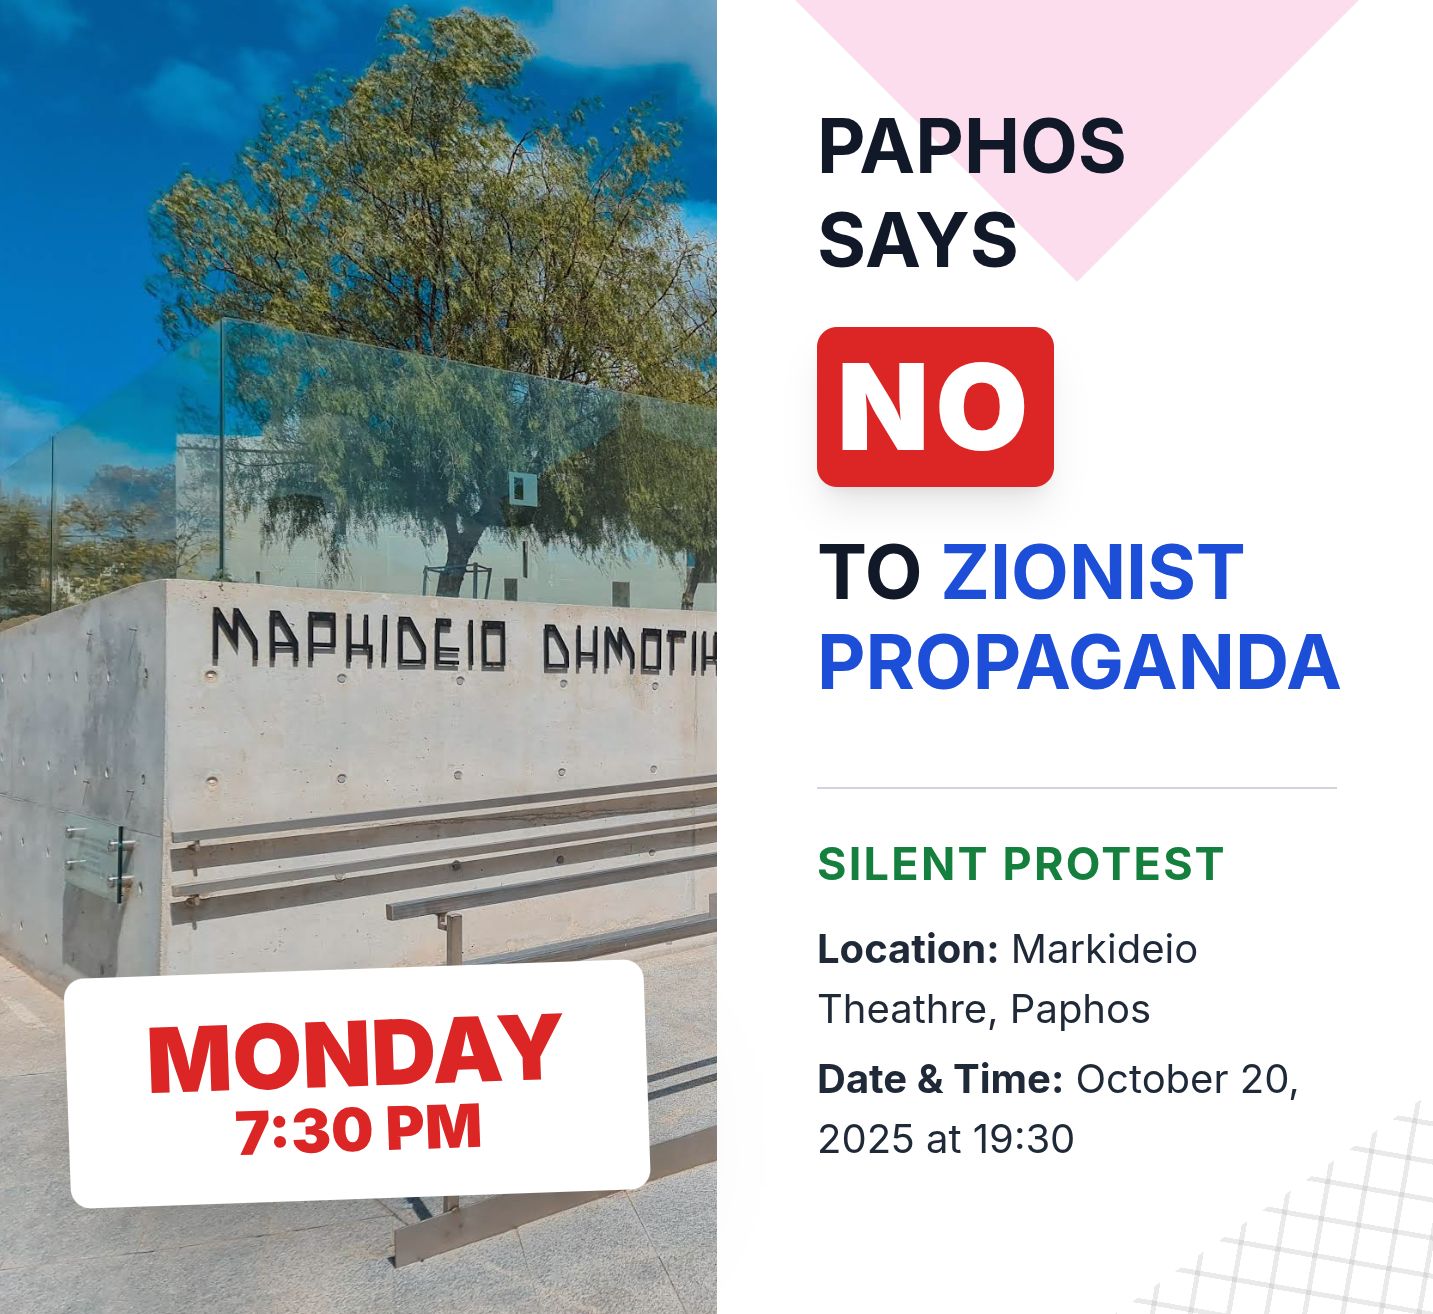 ΜΑΡΚΙΔΕΙΟ ΔΗΜΟΤΙΚ
MONDAY
7:30 PM
PAPHOS
SAYS
NO
TO ZIONIST
PROPAGANDA
SILENT PROTEST
Location: Markideio
Theathre, Paphos
Date & Time: October 20,
2025 at 19:30